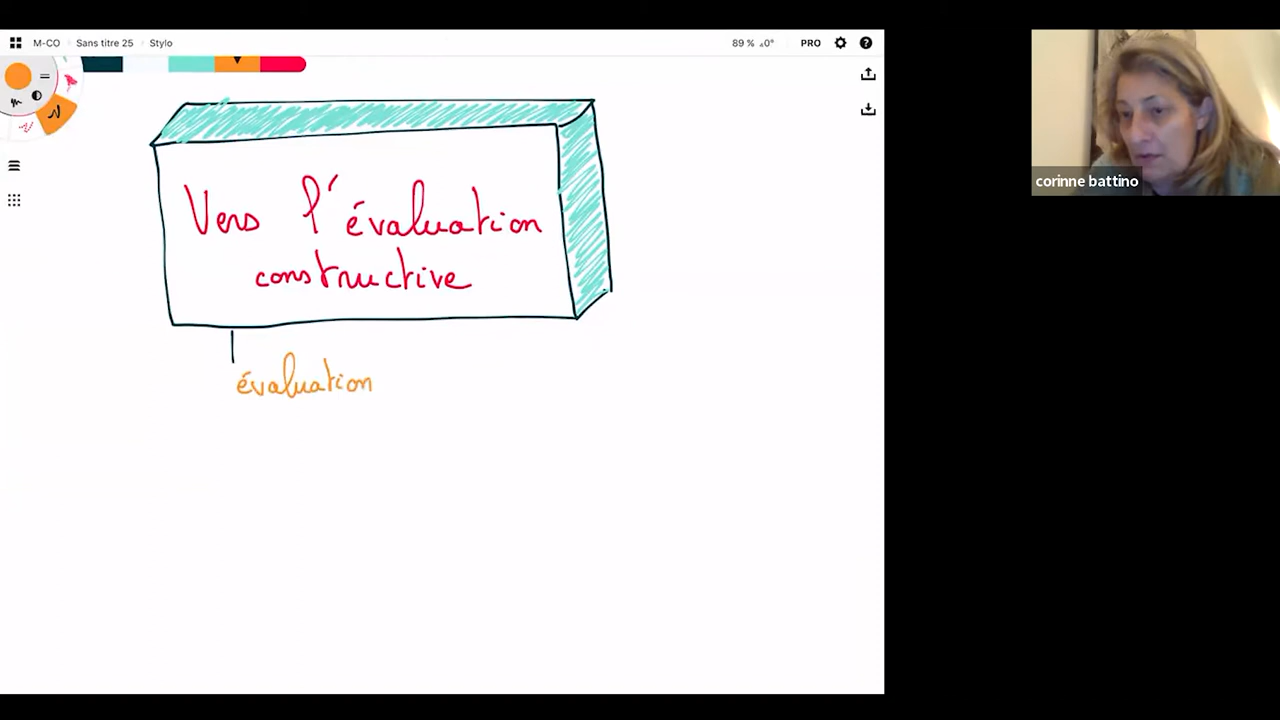 M-CO Sans titre 25 Stylo 89 % 0° PRO
corinne battino
Vers l'évaluation
constructive
évaluation